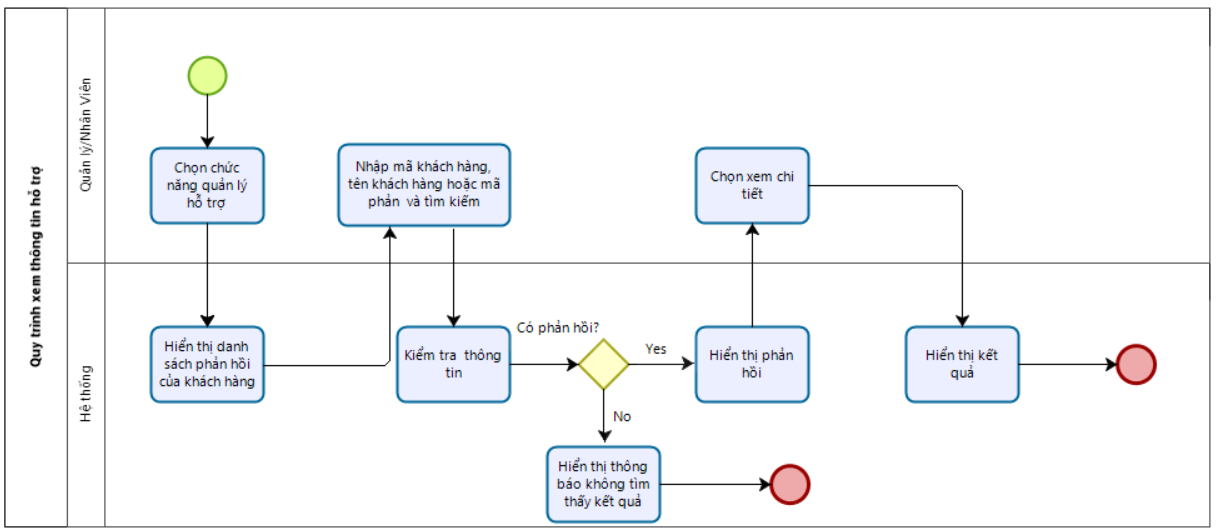 Quy trình xem thông tin hỗ trợ
Quản lý/Nhân Viên
Chọn chức
năng quản lý
hỗ trợ
Nhập mã khách hàng,
tên khách hàng hoặc mã
phản và tìm kiếm
Chọn xem chi
tiết
Hệ thống
Hiển thị danh
sách phản hồi
của khách hàng
Kiểm tra thông
tin
Có phản hồi?
Yes
No
Hiển thị phản
hồi
Hiển thị kết
quả
Hiển thị thông
báo không tìm
thấy kết quả